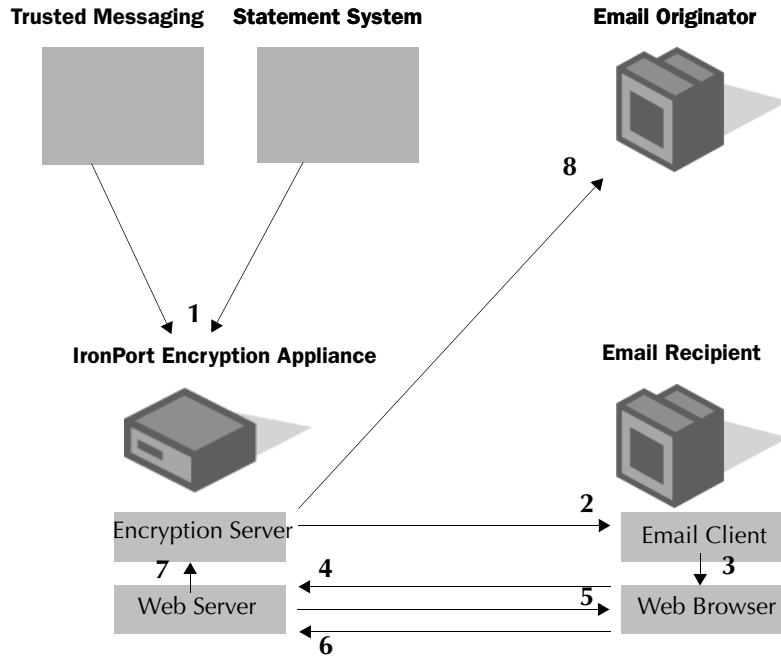 Trusted Messaging
Statement System
Email Originator
8
1
IronPort Encryption Appliance
Email Recipient
2
Encryption Server
Email Client
7
4
3
Web Server
5
Web Browser
6